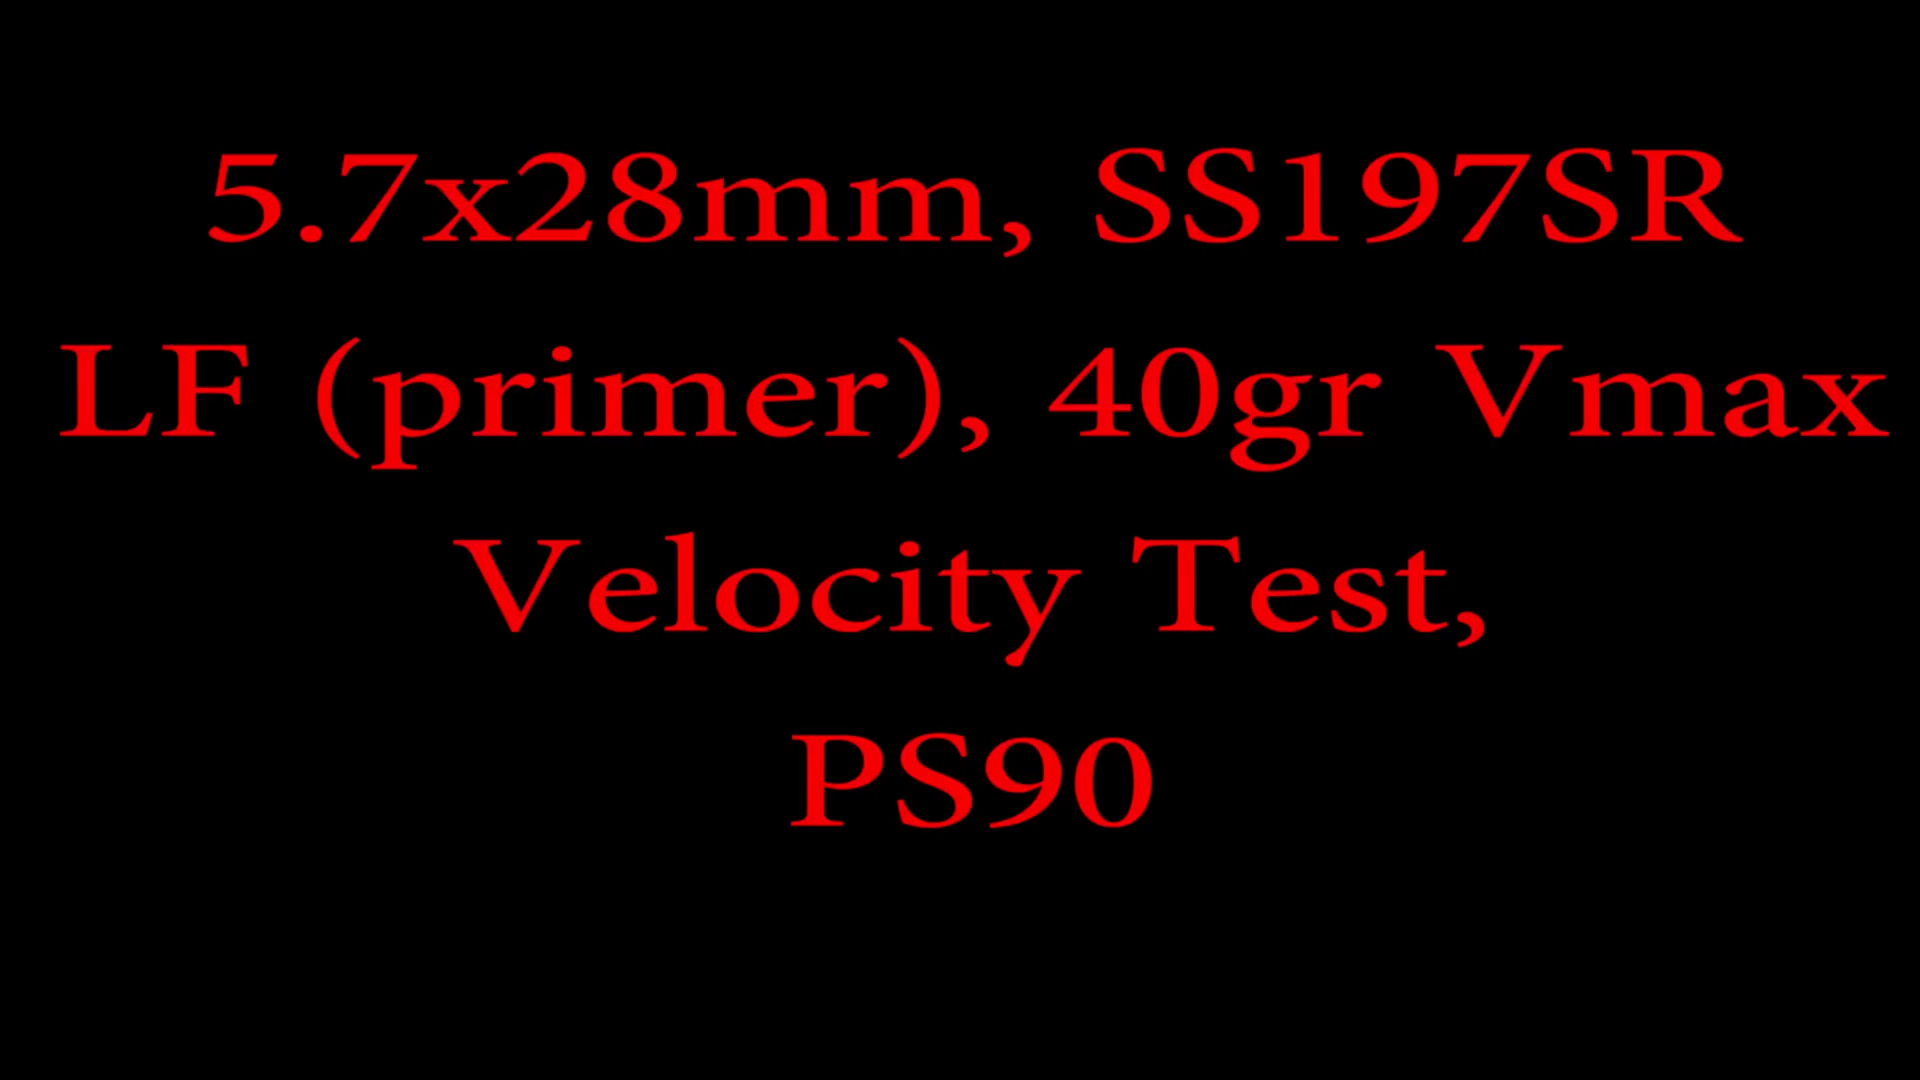 5.7x28mm, SS197SR
LF (primer), 40gr Vmax
Velocity Test,
PS90